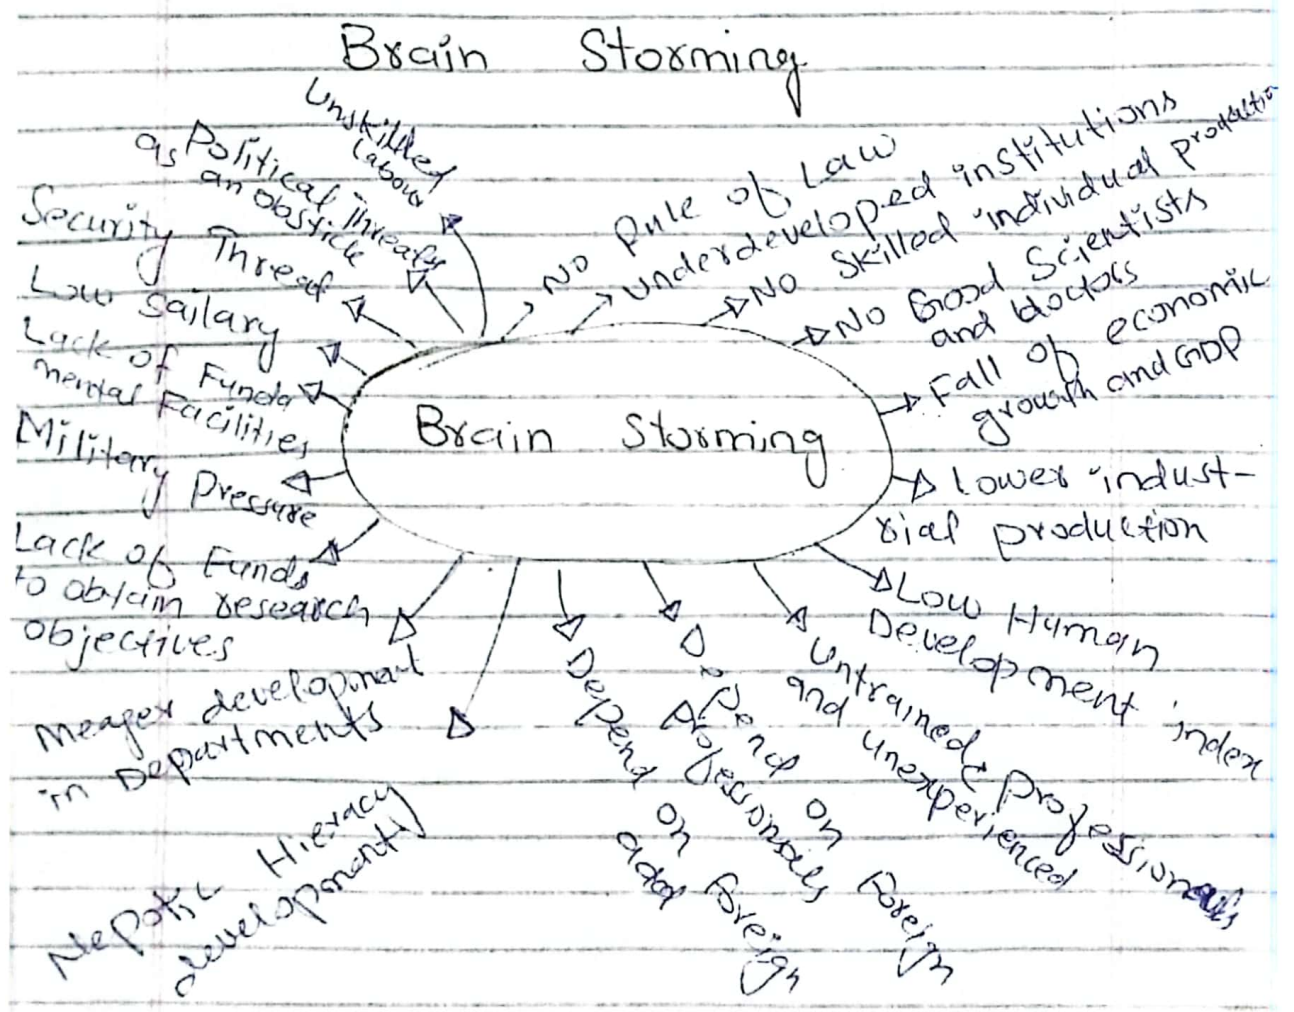 Brain Storming
Unskilled
labour
Political Threats
as an obsticle
Security Threat
Low Sailary
Lack of Funda
mental Facilities
Military
Pressure
Lack of Funds
to obtain research
objectives
Meager development
in Departments
Nepotic Hieracy
development
No Rule of Law
Underdeveloped institutions
No Skilled individual production
No Good Scientists
and doctors
Fall of economic
growth and GDP
Lower indust-
rial production
Low Human
Development index
Untrained Professionals
and unexperienced
Depend on Foreign
Professionals
Depend on Foreign
Brain Storming